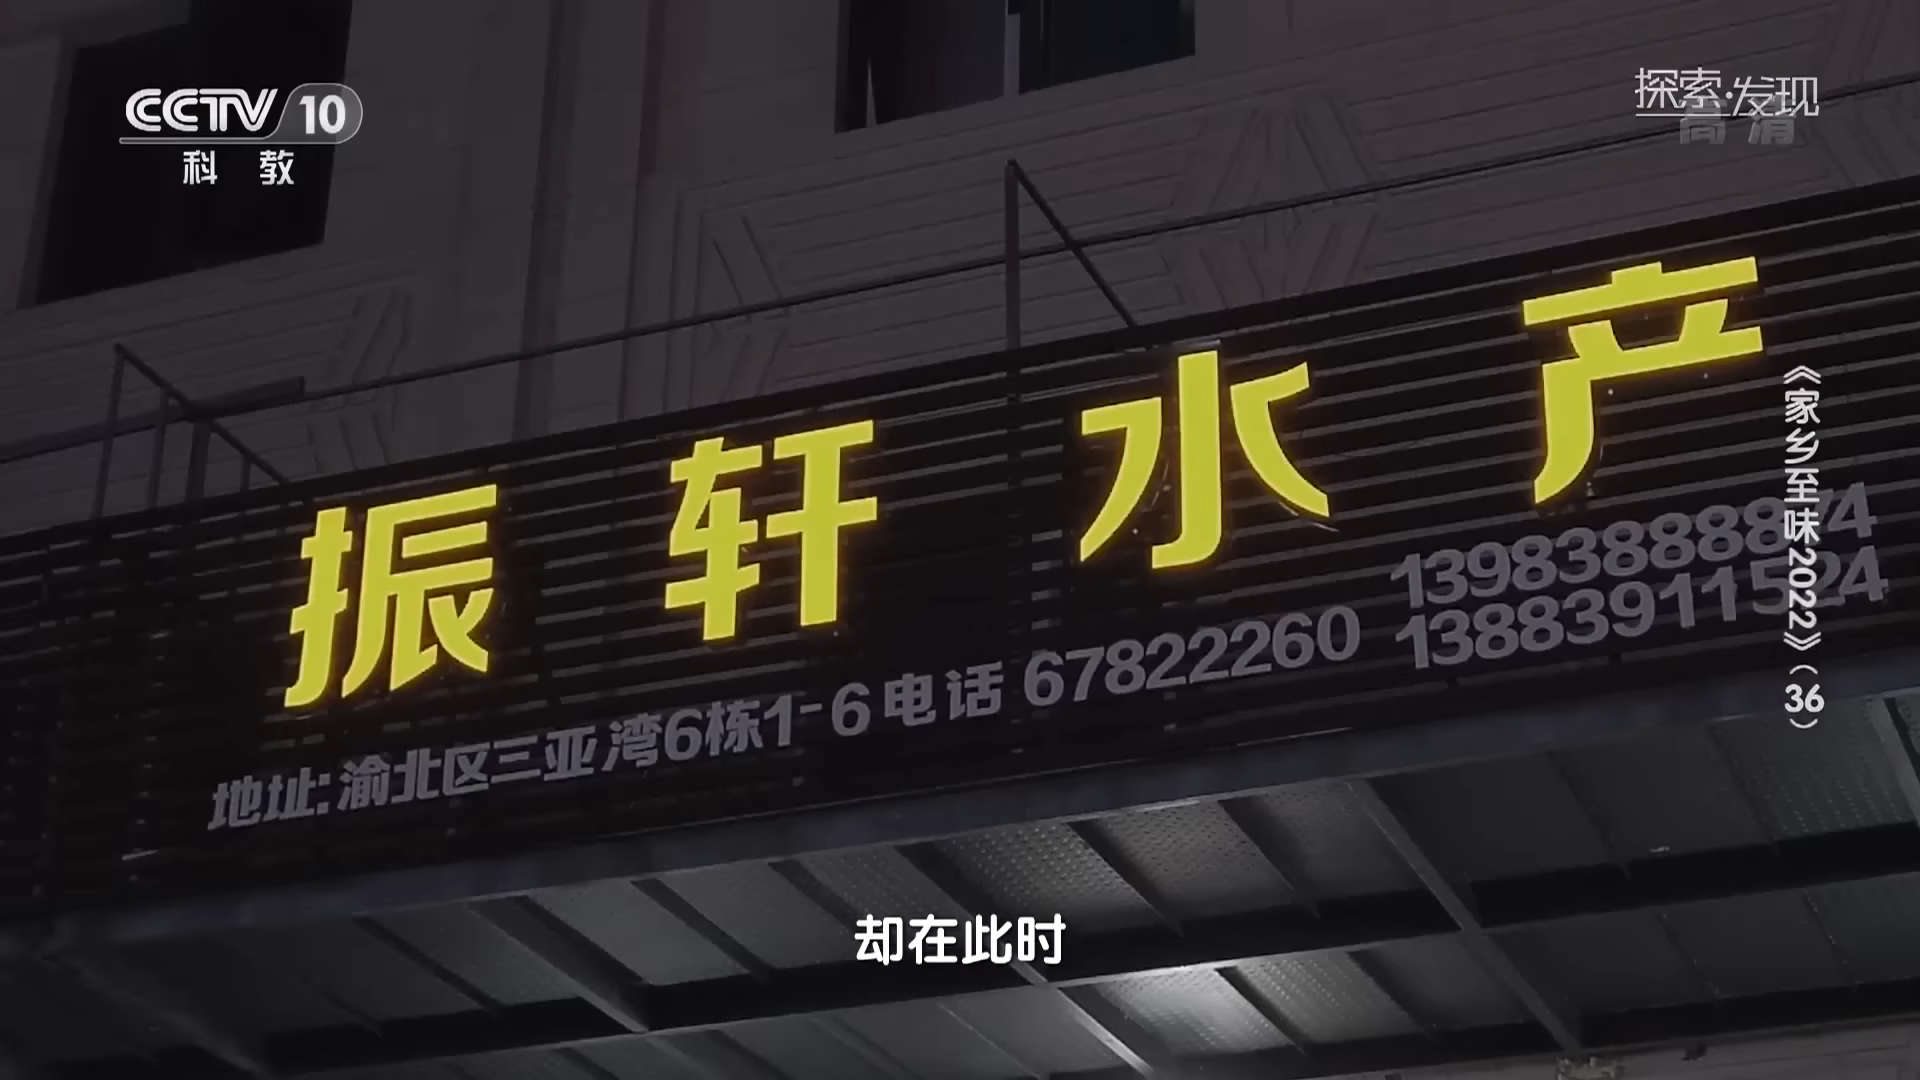 CCTV 10
科教
探索·发现
高清
振轩水产
13983888874
13883911524
地址:渝北区三亚湾6栋1-6电话 67822260
《家乡至味2022》（36）
却在此时